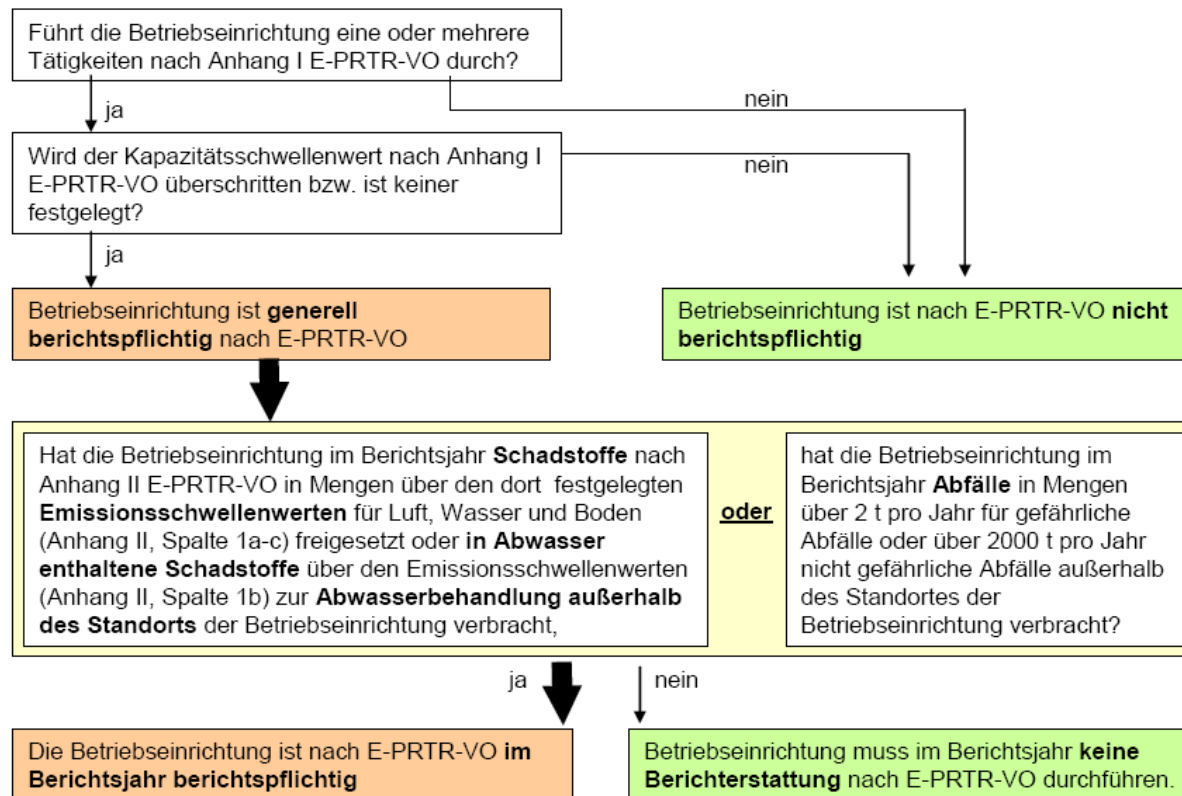 Führt die Betriebseinrichtung eine oder mehrere
Tätigkeiten nach Anhang I E-PRTR-VO durch?
ja
nein
Wird der Kapazitätsschwellenwert nach Anhang I
E-PRTR-VO überschritten bzw. ist keiner
festgelegt?
nein
ja
Betriebseinrichtung ist generell
berichtspflichtig nach E-PRTR-VO
Betriebseinrichtung ist nach E-PRTR-VO nicht
berichtspflichtig
Hat die Betriebseinrichtung im Berichtsjahr Schadstoffe nach
Anhang II E-PRTR-VO in Mengen über den dort festgelegten
Emissionsschwellenwerten für Luft, Wasser und Boden
(Anhang II, Spalte 1a-c) freigesetzt oder in Abwasser
enthaltene Schadstoffe über den Emissionsschwellenwerten
(Anhang II, Spalte 1b) zur Abwasserbehandlung außerhalb
des Standorts der Betriebseinrichtung verbracht,
oder
hat die Betriebseinrichtung im
Berichtsjahr Abfälle in Mengen
über 2 t pro Jahr für gefährliche
Abfälle oder über 2000 t pro Jahr
nicht gefährliche Abfälle außerhalb
des Standortes der
Betriebseinrichtung verbracht?
ja
nein
Die Betriebseinrichtung ist nach E-PRTR-VO im
Berichtsjahr berichtspflichtig
Betriebseinrichtung muss im Berichtsjahr keine
Berichterstattung nach E-PRTR-VO durchführen.